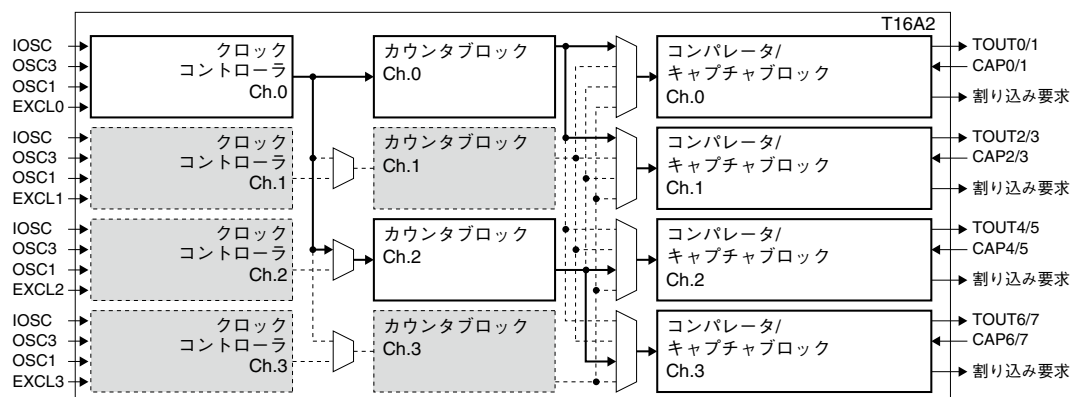 T16A2
IOSC
OSC3
OSC1
EXCL0
クロック
コントローラ
Ch.0
カウンタブロック
Ch.0
コンパレータ/
キャプチャブロック
Ch.0
TOUT0/1
CAP0/1
割り込み要求
IOSC
OSC3
OSC1
EXCL1
クロック
コントローラ
Ch.1
カウンタブロック
Ch.1
コンパレータ/
キャプチャブロック
Ch.1
TOUT2/3
CAP2/3
割り込み要求
IOSC
OSC3
OSC1
EXCL2
クロック
コントローラ
Ch.2
カウンタブロック
Ch.2
コンパレータ/
キャプチャブロック
Ch.2
TOUT4/5
CAP4/5
割り込み要求
IOSC
OSC3
OSC1
EXCL3
クロック
コントローラ
Ch.3
カウンタブロック
Ch.3
コンパレータ/
キャプチャブロック
Ch.3
TOUT6/7
CAP6/7
割り込み要求